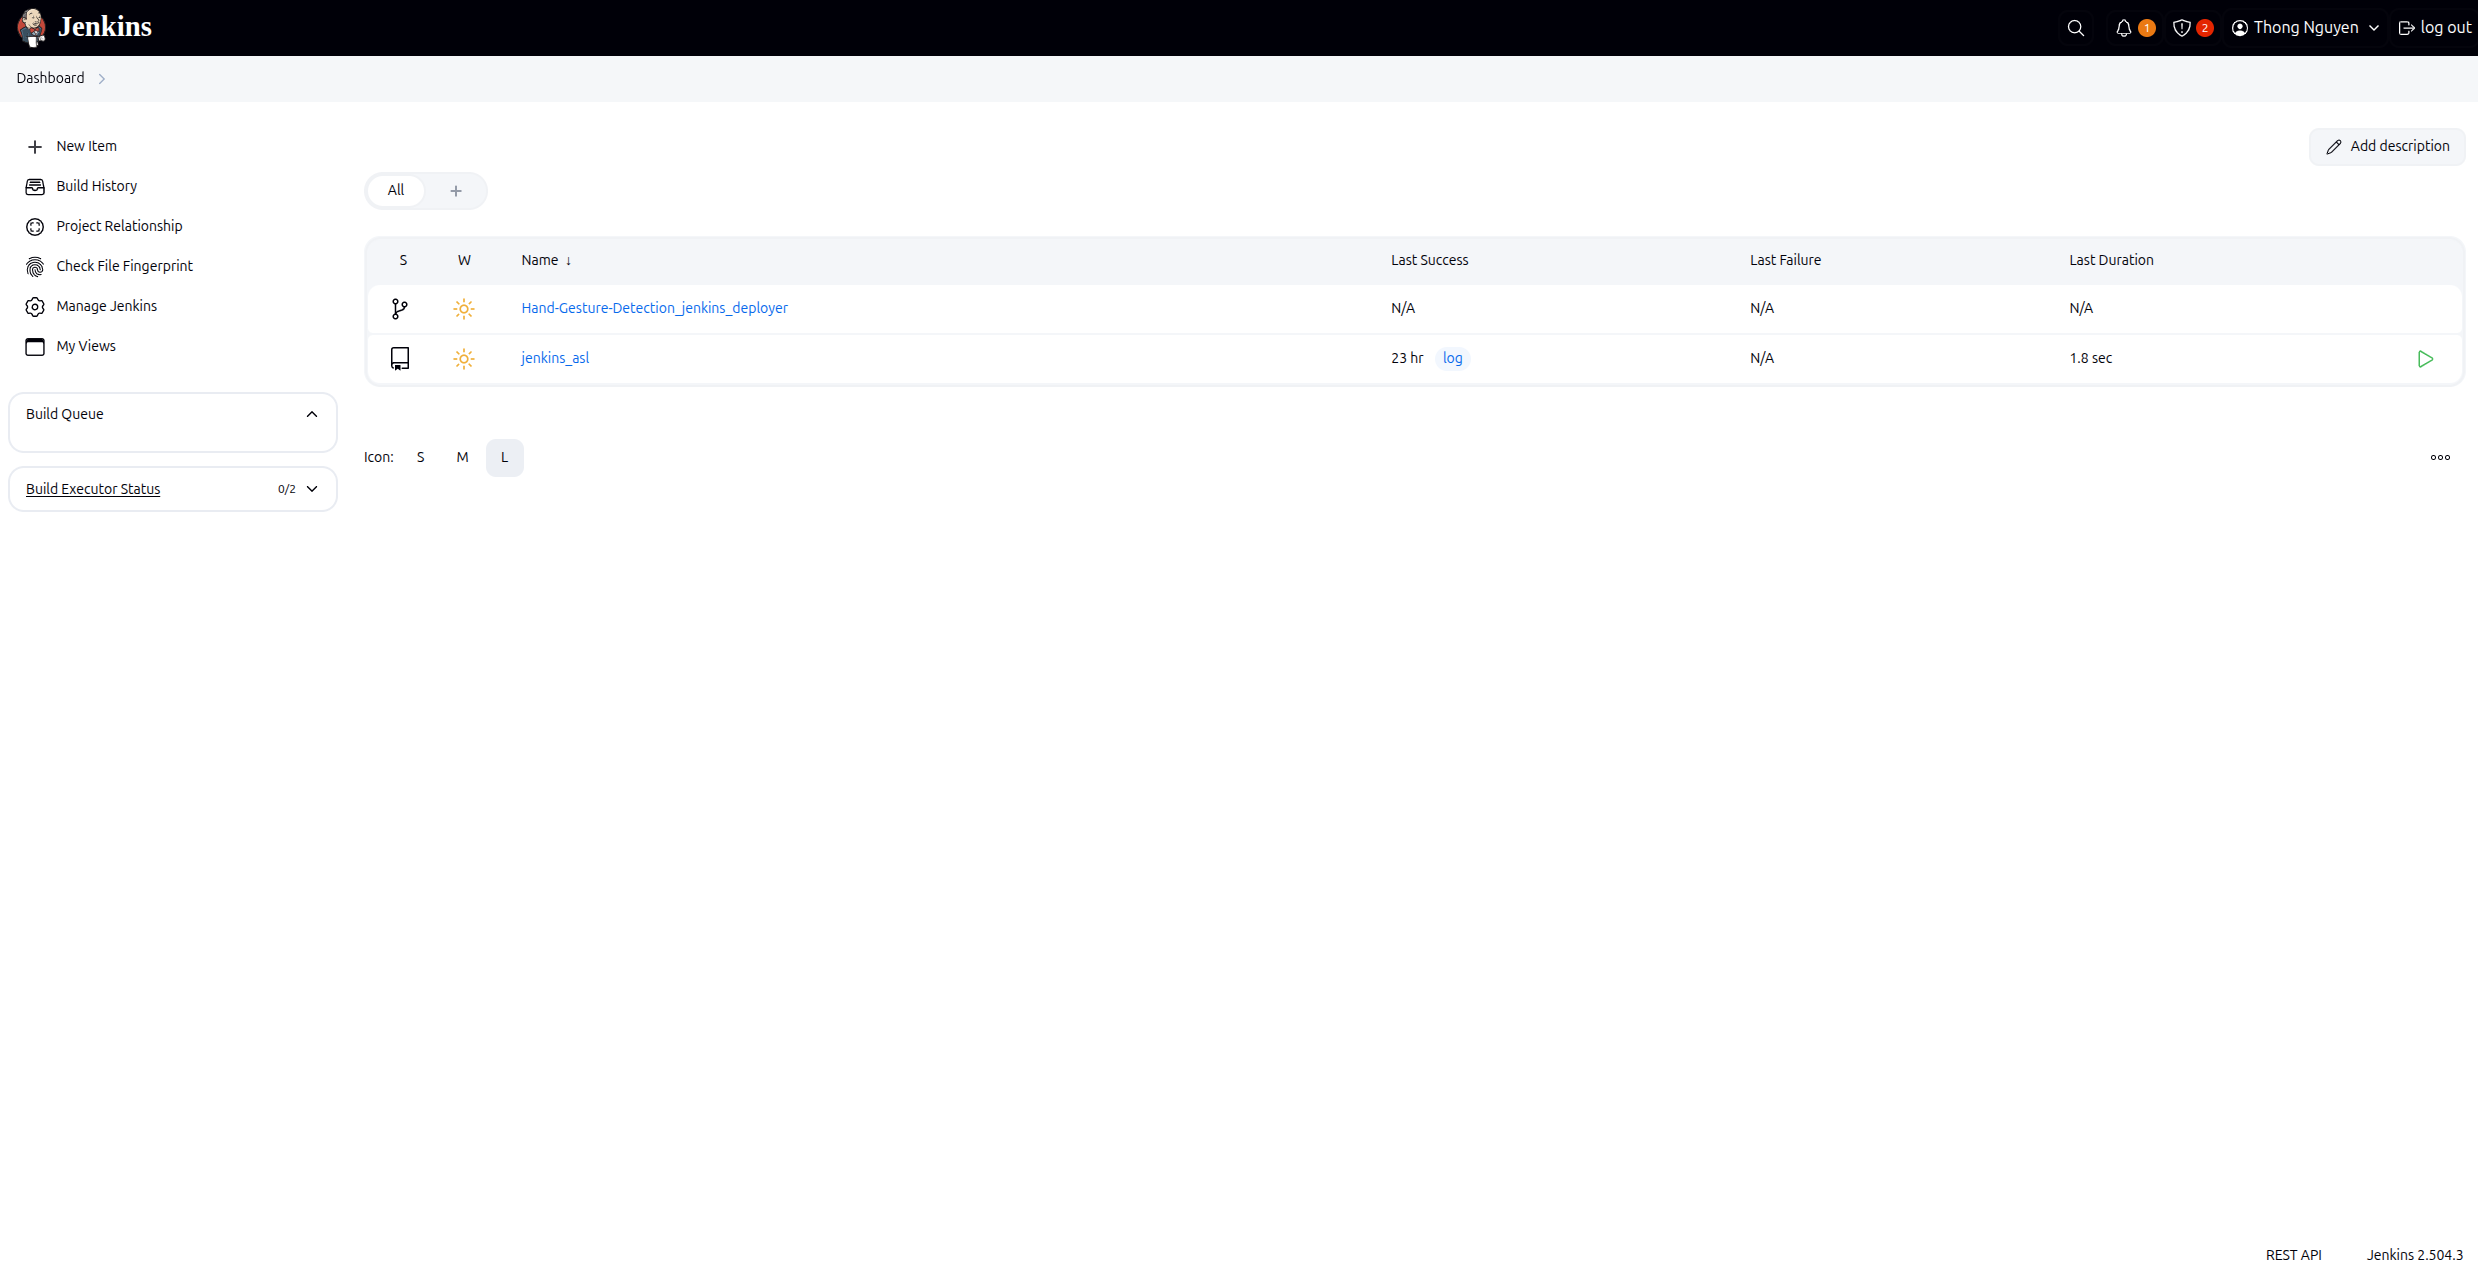 Jenkins
1
2
Thong Nguyen
log out
Dashboard
New Item
Build History
Project Relationship
Check File Fingerprint
Manage Jenkins
My Views
Build Queue
Build Executor Status 0/2
Add description
All +
S W Name ↓ Last Success Last Failure Last Duration
Hand-Gesture-Detection_jenkins_deployer N/A N/A N/A
jenkins_asl 23 hr log N/A 1.8 sec
Icon: S M L
REST API Jenkins 2.504.3